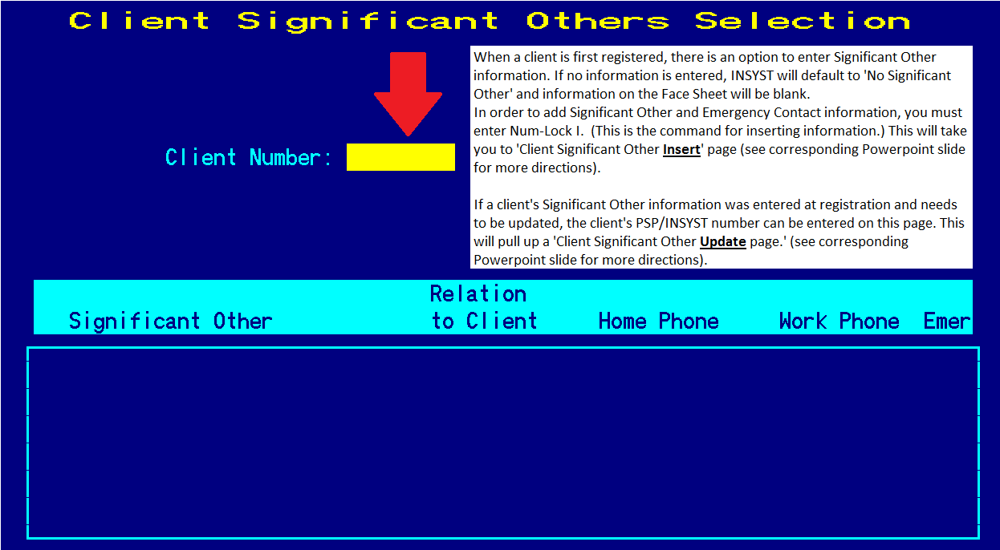 Client Significant Others Selection
When a client is first registered, there is an option to enter Significant Other
information. If no information is entered, INSYST will default to 'No Significant
Other' and information on the Face Sheet will be blank.
In order to add Significant Other and Emergency Contact information, you must
enter Num-Lock I.  (This is the command for inserting information.) This will take
you to 'Client Significant Other Insert' page (see corresponding Powerpoint slide
for more directions).
If a client's Significant Other information was entered at registration and needs
to be updated, the client's PSP/INSYST number can be entered on this page. This
will pull up a 'Client Significant Other Update page.' (see corresponding
Powerpoint slide for more directions).
Client Number:
Relation
Significant Other to Client Home Phone Work Phone Emer